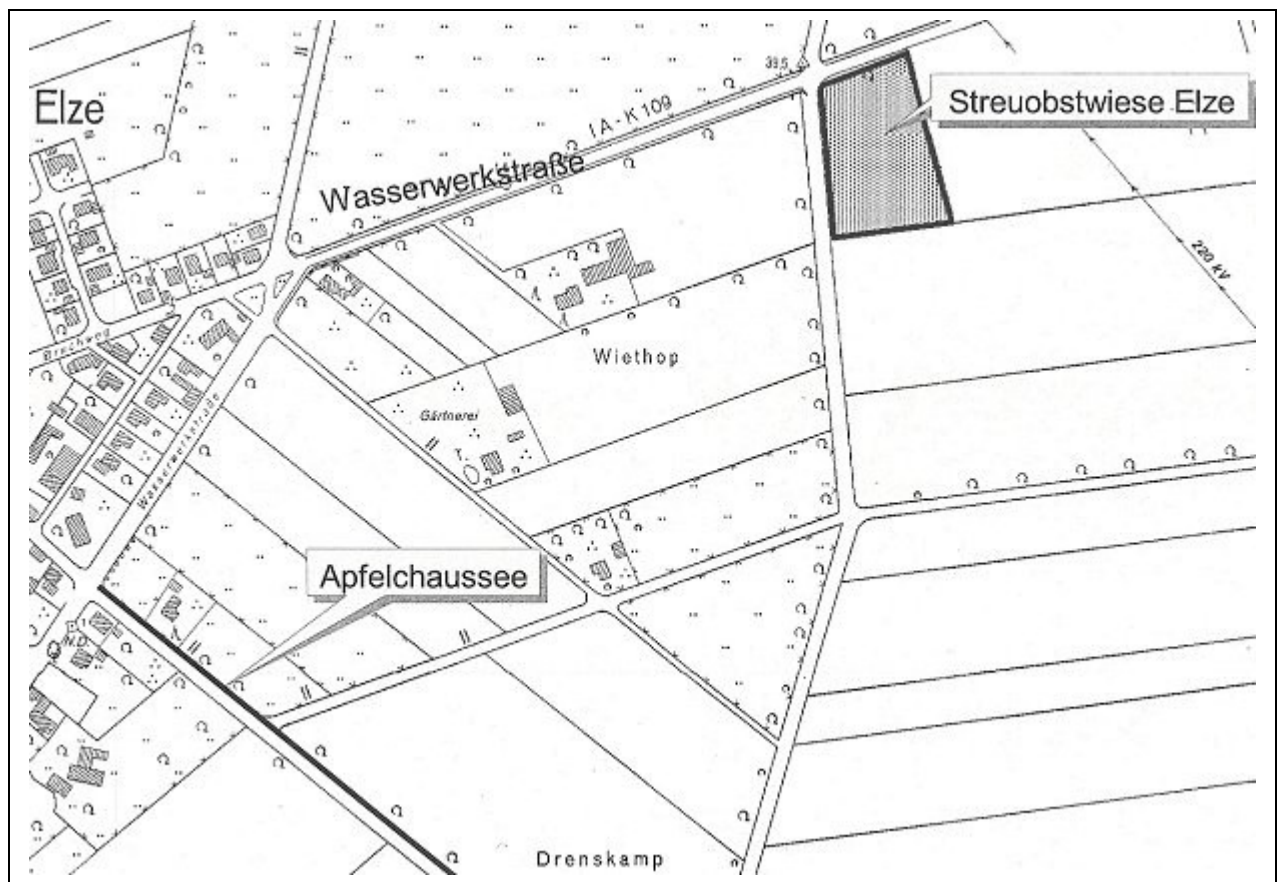 39,5
Elze
Streuobstwiese Elze
IA-K 109
Wasserwerkstraße
220 kV
Brechweg
Wiethop
Gärtnerei
Wasserwerkstraße
Apfelchaussee
N.D.
Drenskamp